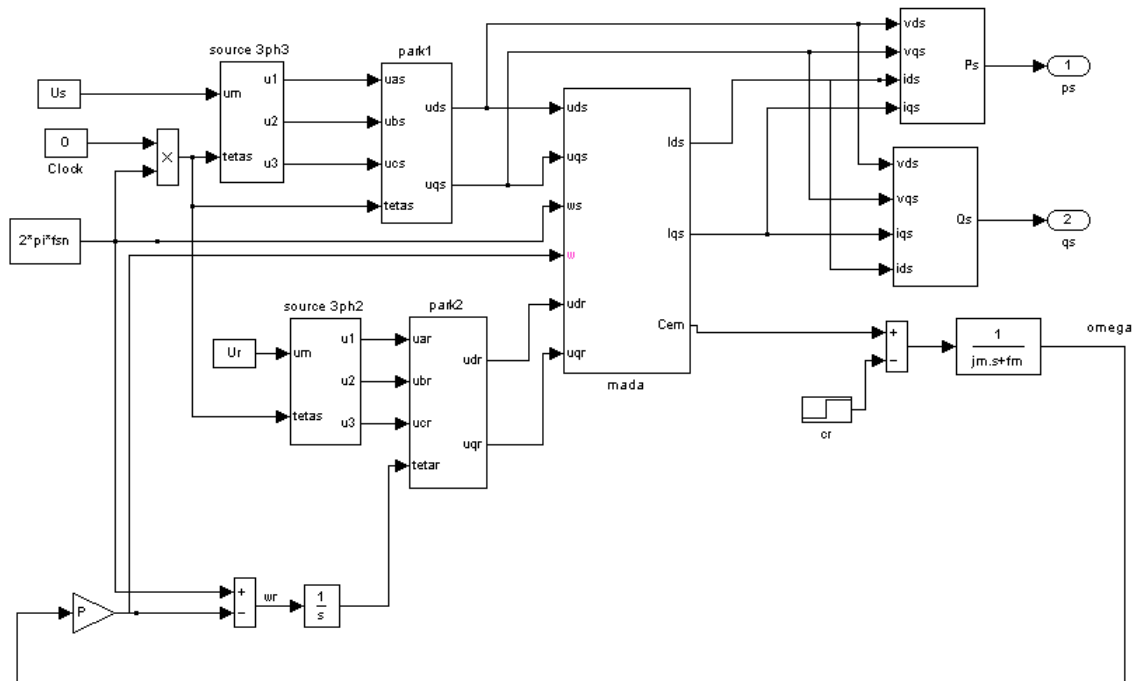 source 3ph3
park1
Us
um
u1
u2
u3
tetas
uas
ubs
ucs
tetas
uds
uqs
0
Clock
×
2*pi*fsn
uds
uqs
ws
w
udr
uqr
Ids
Iqs
Cem
mada
vds
vqs
ids
iqs
Ps
1
ps
vds
vqs
iqs
ids
Qs
2
qs
source 3ph2
park2
Ur
um
u1
u2
u3
tetas
uar
ubr
ucr
tetar
udr
uqr
+
−
cr
1
jm.s+fm
omega
P
+
−
wr
1
s